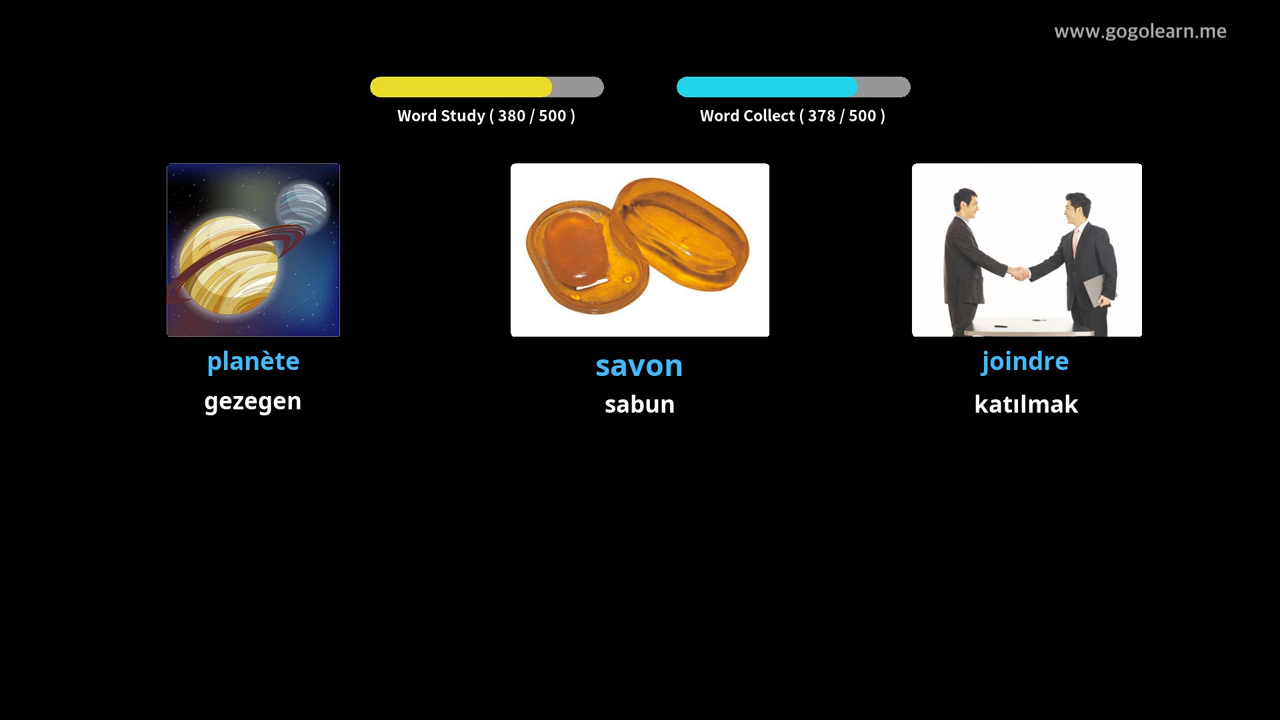 www.gogolearn.me
Word Study ( 380 / 500 )
Word Collect ( 378 / 500 )
planète
gezegen
savon
sabun
joindre
katılmak